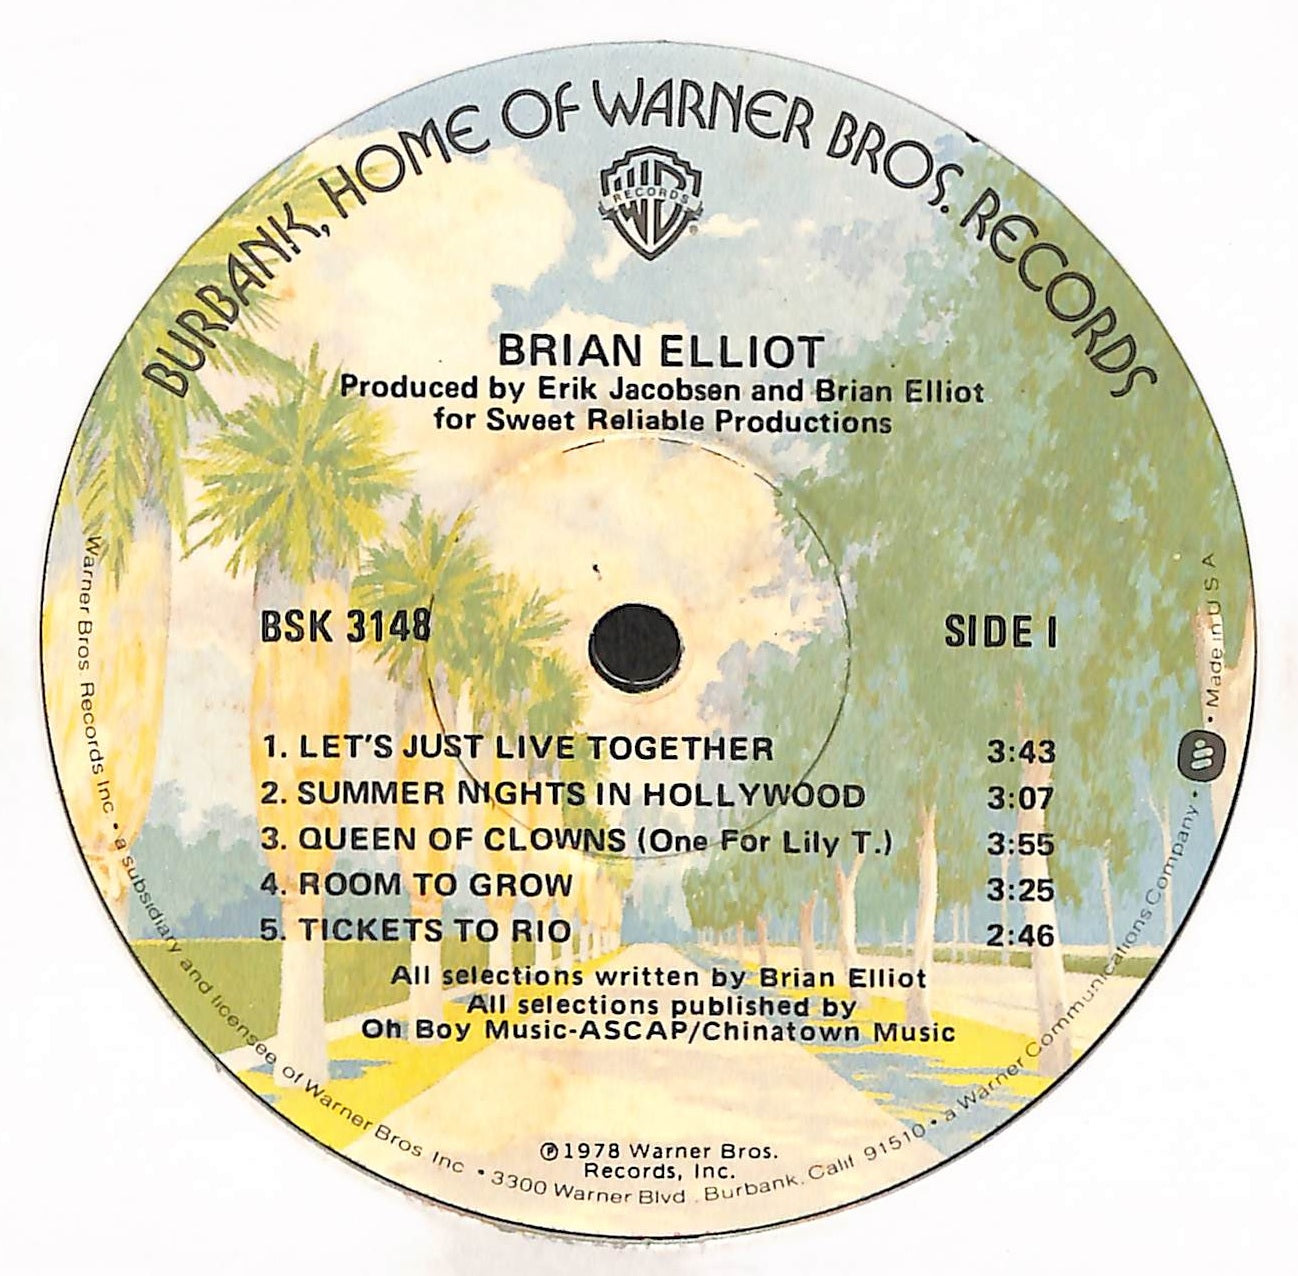 BURBANK, HOME OF WARNER BROS. RECORDS
WB
RECORDS
BRIAN ELLIOT
Produced by Erik Jacobsen and Brian Elliot
for Sweet Reliable Productions
BSK 3148
SIDE I
1. LET'S JUST LIVE TOGETHER 3:43
2. SUMMER NIGHTS IN HOLLYWOOD 3:07
3. QUEEN OF CLOWNS (One For Lily T.) 3:55
4. ROOM TO GROW 3:25
5. TICKETS TO RIO 2:46
All selections written by Brian Elliot
All selections published by
Oh Boy Music-ASCAP/Chinatown Music
℗1978 Warner Bros.
Records, Inc.
Warner Bros. Records Inc. • a subsidiary and licensee of Warner Bros. Inc. • 3300 Warner Blvd., Burbank, Calif. 91510 • a Warner Communications Company • • Made in U S A